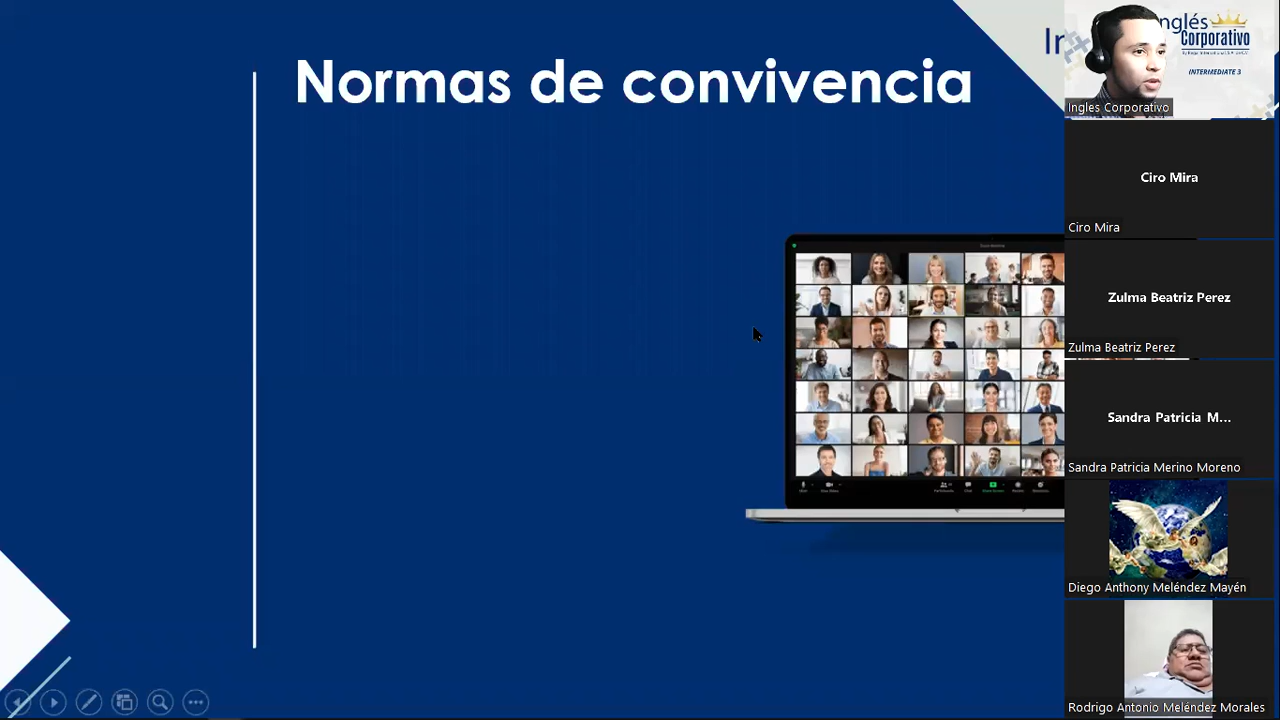 Normas de convivencia
In
Inglés
Corporativo
INTERMEDIATE 3
Ingles Corporativo
Ciro Mira
Ciro Mira
Zulma Beatriz Perez
Zulma Beatriz Perez
Sandra Patricia M...
Sandra Patricia Merino Moreno
Diego Anthony Meléndez Mayén
Rodrigo Antonio Meléndez Morales